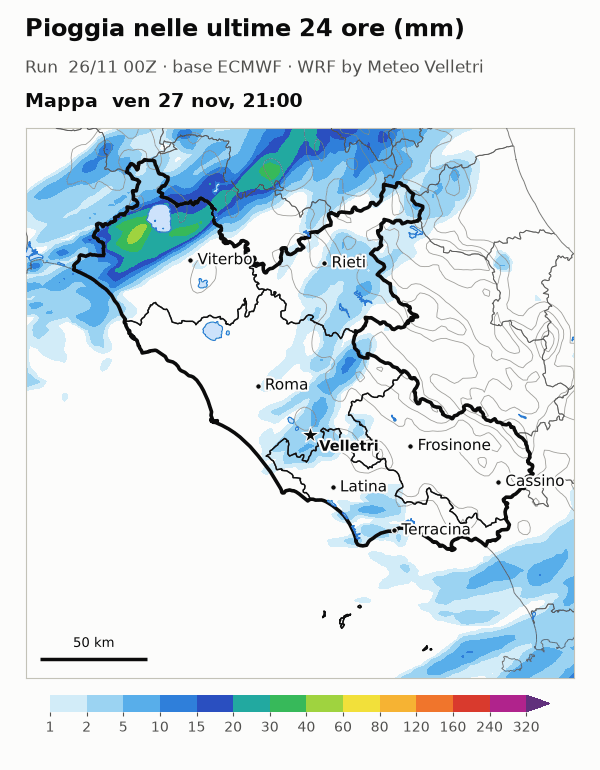 Pioggia nelle ultime 24 ore (mm)
Run  26/11 00Z · base ECMWF · WRF by Meteo Velletri
Mappa  ven 27 nov, 21:00
Viterbo
Rieti
Roma
Velletri
Frosinone
Cassino
Latina
Terracina
50 km
1 2 5 10 15 20 30 40 60 80 120 160 240 320